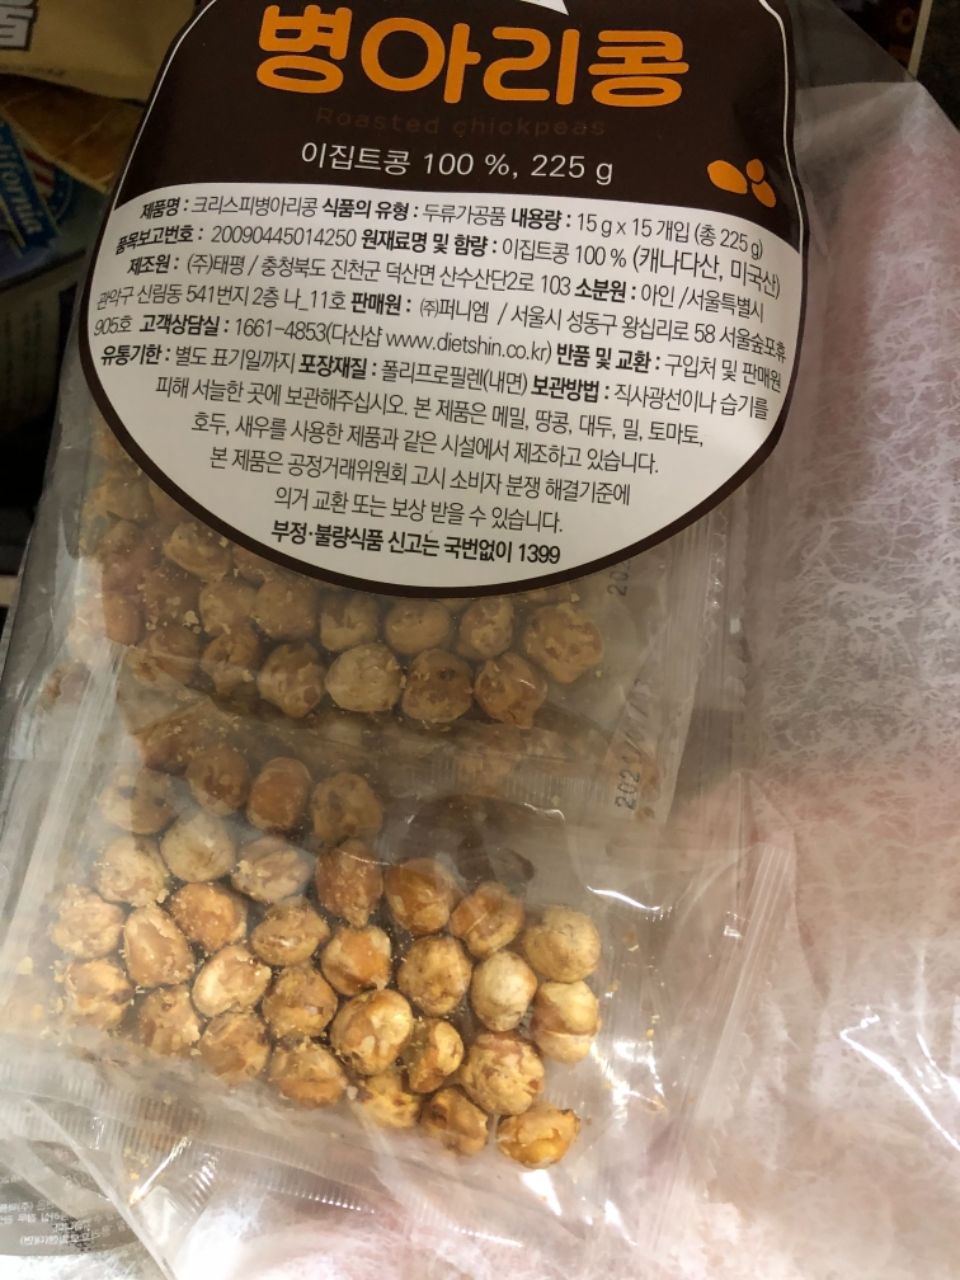 병아리콩
Roasted chickpeas
이집트콩 100 %, 225 g
제품명 : 크리스피병아리콩 식품의 유형 : 두류가공품 내용량 : 15 g x 15 개입 (총 225 g)
품목보고번호 : 20090445014250 원재료명 및 함량 : 이집트콩 100 % (캐나다산, 미국산)
제조원 : (주)태평 / 충청북도 진천군 덕산면 산수산단2로 103 소분원 : 아인 /서울특별시
관악구 신림동 541번지 2층 나_11호 판매원 : ㈜퍼니엠 / 서울시 성동구 왕십리로 58 서울숲포휴
905호 고객상담실 : 1661-4853(다신샵 www.dietshin.co.kr) 반품 및 교환 : 구입처 및 판매원
유통기한 : 별도 표기일까지 포장재질 : 폴리프로필렌(내면) 보관방법 : 직사광선이나 습기를
피해 서늘한 곳에 보관해주십시오. 본 제품은 메밀, 땅콩, 대두, 밀, 토마토,
호두, 새우를 사용한 제품과 같은 시설에서 제조하고 있습니다.
본 제품은 공정거래위원회 고시 소비자 분쟁 해결기준에
의거 교환 또는 보상 받을 수 있습니다.
부정·불량식품 신고는 국번없이 1399